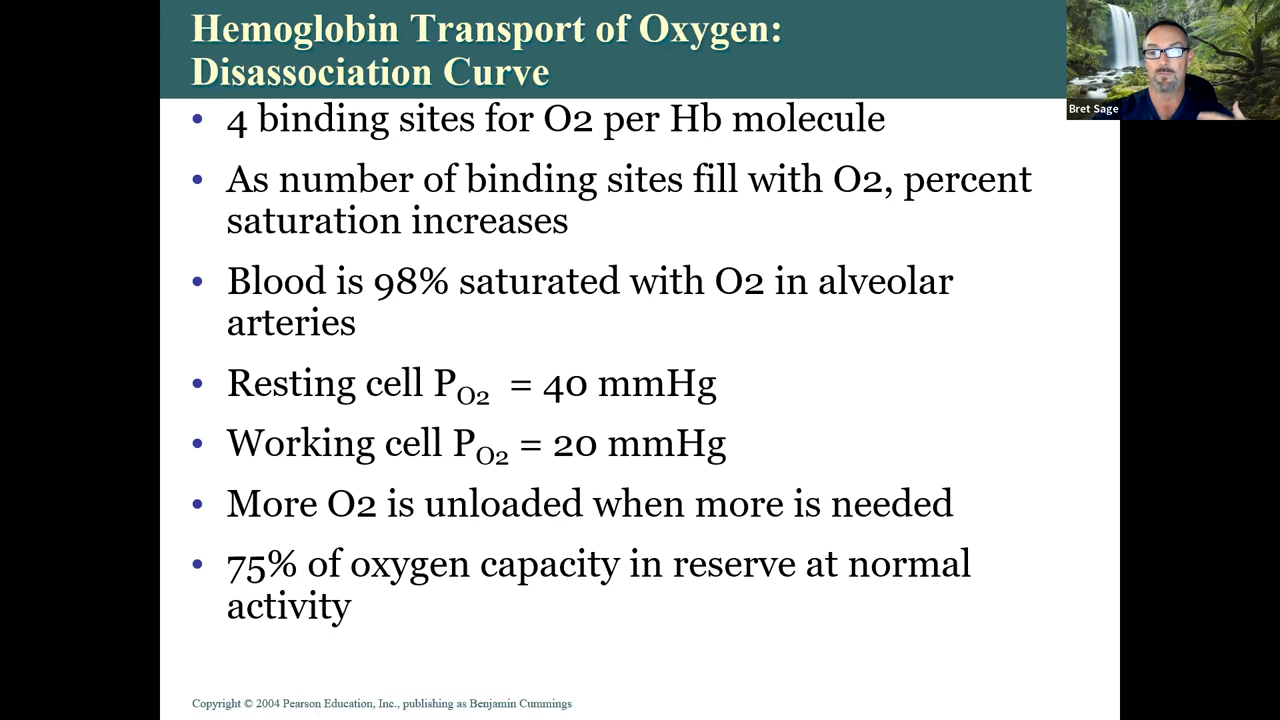 Hemoglobin Transport of Oxygen:
Disassociation Curve
Bret Sage
• 4 binding sites for O2 per Hb molecule
• As number of binding sites fill with O2, percent
saturation increases
• Blood is 98% saturated with O2 in alveolar
arteries
• Resting cell PO2 = 40 mmHg
• Working cell PO2 = 20 mmHg
• More O2 is unloaded when more is needed
• 75% of oxygen capacity in reserve at normal
activity
Copyright © 2004 Pearson Education, Inc., publishing as Benjamin Cummings